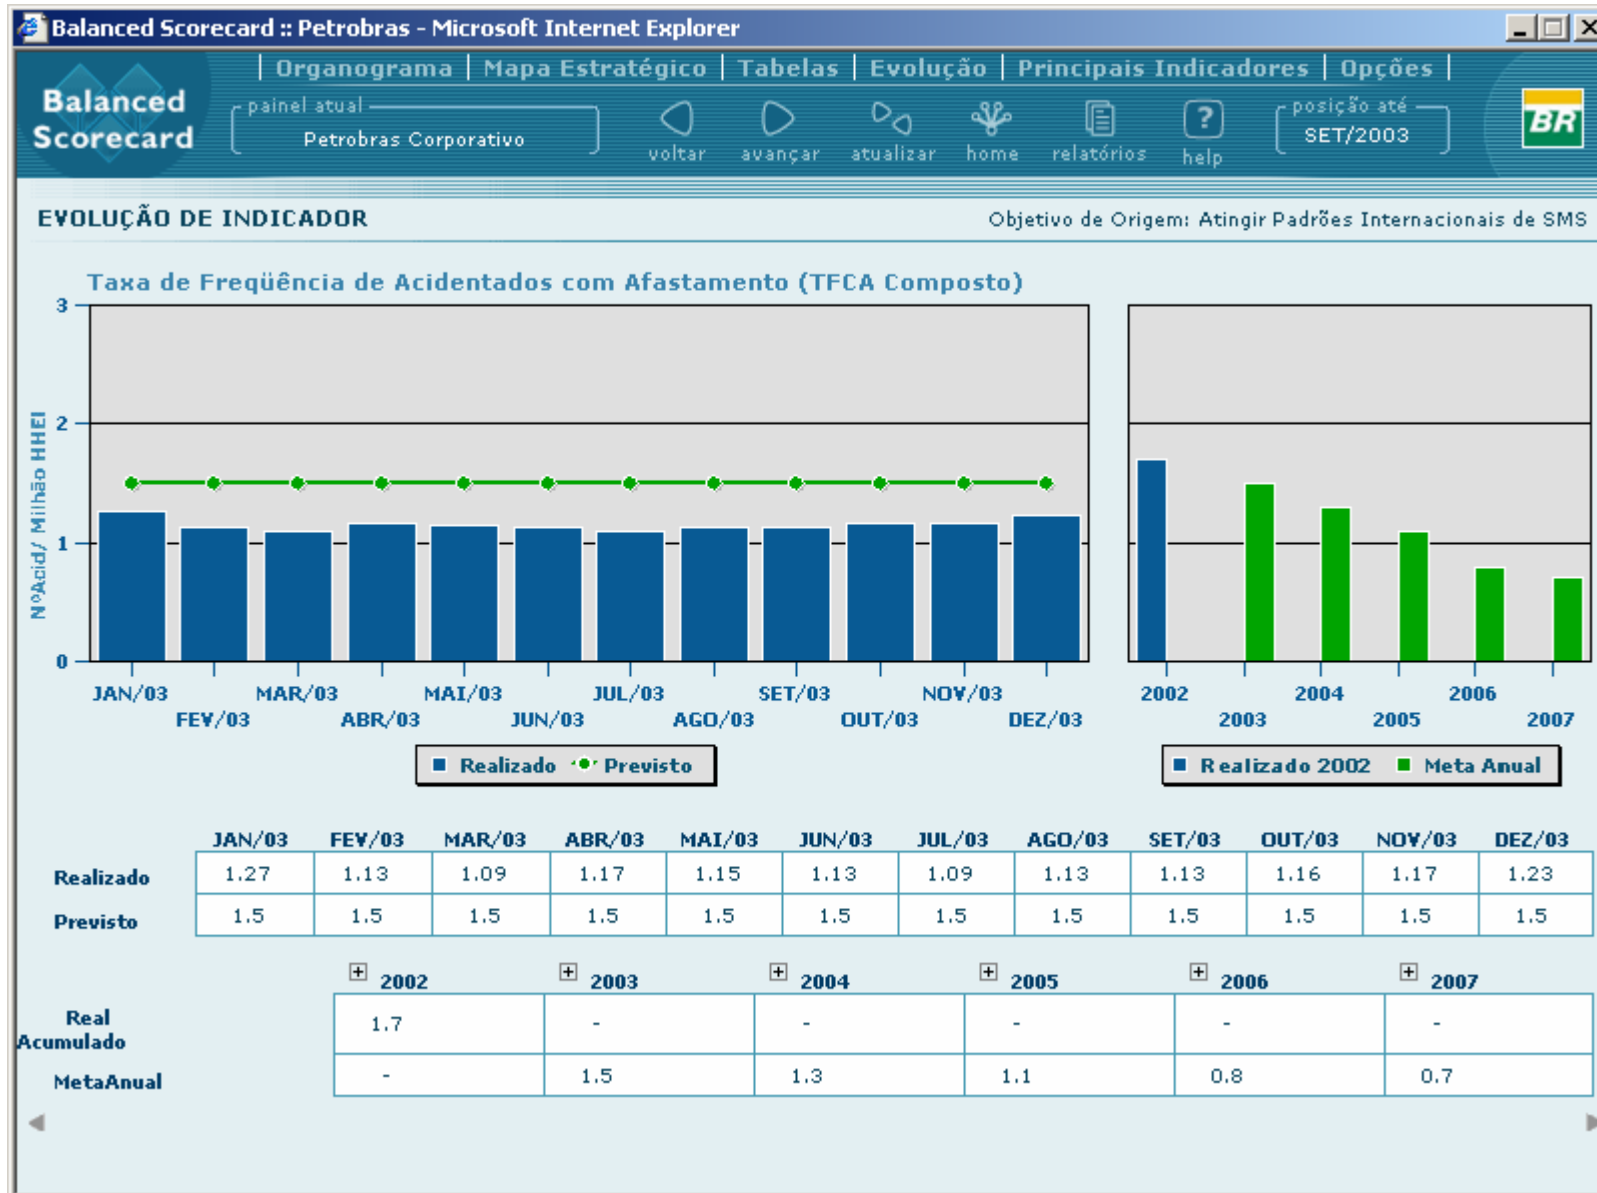 Balanced Scorecard :: Petrobras - Microsoft Internet Explorer
Organograma | Mapa Estratégico | Tabelas | Evolução | Principais Indicadores | Opções |
Balanced Scorecard
painel atual
Petrobras Corporativo
voltar avançar atualizar home relatórios help
posição até
SET/2003
BR
EVOLUÇÃO DE INDICADOR
Objetivo de Origem: Atingir Padrões Internacionais de SMS
Taxa de Freqüência de Acidentados com Afastamento (TFCA Composto)
NºAcid/ Milhão HHEI
3
2
1
0
JAN/03 MAR/03 MAI/03 JUL/03 SET/03 NOV/03
FEV/03 ABR/03 JUN/03 AGO/03 OUT/03 DEZ/03
2002 2004 2006
2003 2005 2007
Realizado Previsto
Realizado 2002 Meta Anual
JAN/03 FEV/03 MAR/03 ABR/03 MAI/03 JUN/03 JUL/03 AGO/03 SET/03 OUT/03 NOV/03 DEZ/03
Realizado 1.27 1.13 1.09 1.17 1.15 1.13 1.09 1.13 1.13 1.16 1.17 1.23
Previsto 1.5 1.5 1.5 1.5 1.5 1.5 1.5 1.5 1.5 1.5 1.5 1.5
2002 2003 2004 2005 2006 2007
Real Acumulado 1.7 - - - - -
MetaAnual - 1.5 1.3 1.1 0.8 0.7